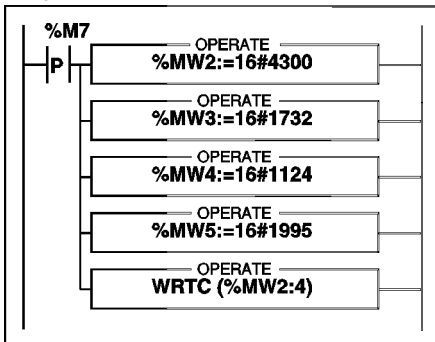 %M7
P
OPERATE
%MW2:=16#4300
OPERATE
%MW3:=16#1732
OPERATE
%MW4:=16#1124
OPERATE
%MW5:=16#1995
OPERATE
WRTC (%MW2:4)